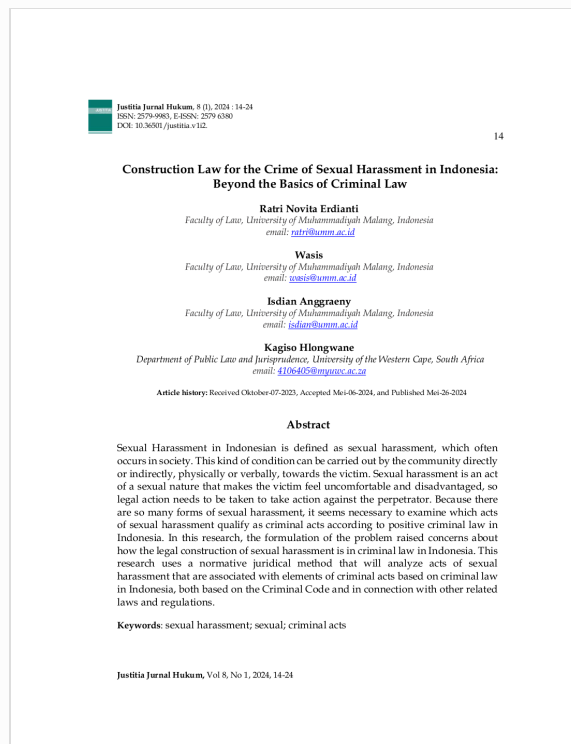 Justitia Jurnal Hukum, 8 (1), 2024 : 14-24
ISSN: 2579-9983, E-ISSN: 2579 6380
DOI: 10.36501/justitia.v1i2.
14
Construction Law for the Crime of Sexual Harassment in Indonesia:
Beyond the Basics of Criminal Law
Ratri Novita Erdianti
Faculty of Law, University of Muhammadiyah Malang, Indonesia
email: ratri@umm.ac.id
Wasis
Faculty of Law, University of Muhammadiyah Malang, Indonesia
email: wasis@umm.ac.id
Isdian Anggraeny
Faculty of Law, University of Muhammadiyah Malang, Indonesia
email: isdian@umm.ac.id
Kagiso Hlongwane
Department of Public Law and Jurisprudence, University of the Western Cape, South Africa
email: 4106405@myuwc.ac.za
Article history: Received Oktober-07-2023, Accepted Mei-06-2024, and Published Mei-26-2024
Abstract
Sexual Harassment in Indonesian is defined as sexual harassment, which often
occurs in society. This kind of condition can be carried out by the community directly
or indirectly, physically or verbally, towards the victim. Sexual harassment is an act
of a sexual nature that makes the victim feel uncomfortable and disadvantaged, so
legal action needs to be taken to take action against the perpetrator. Because there
are so many forms of sexual harassment, it seems necessary to examine which acts
of sexual harassment qualify as criminal acts according to positive criminal law in
Indonesia. In this research, the formulation of the problem raised concerns about
how the legal construction of sexual harassment is in criminal law in Indonesia. This
research uses a normative juridical method that will analyze acts of sexual
harassment that are associated with elements of criminal acts based on criminal law
in Indonesia, both based on the Criminal Code and in connection with other related
laws and regulations.
Keywords: sexual harassment; sexual; criminal acts
Justitia Jurnal Hukum, Vol 8, No 1, 2024, 14-24